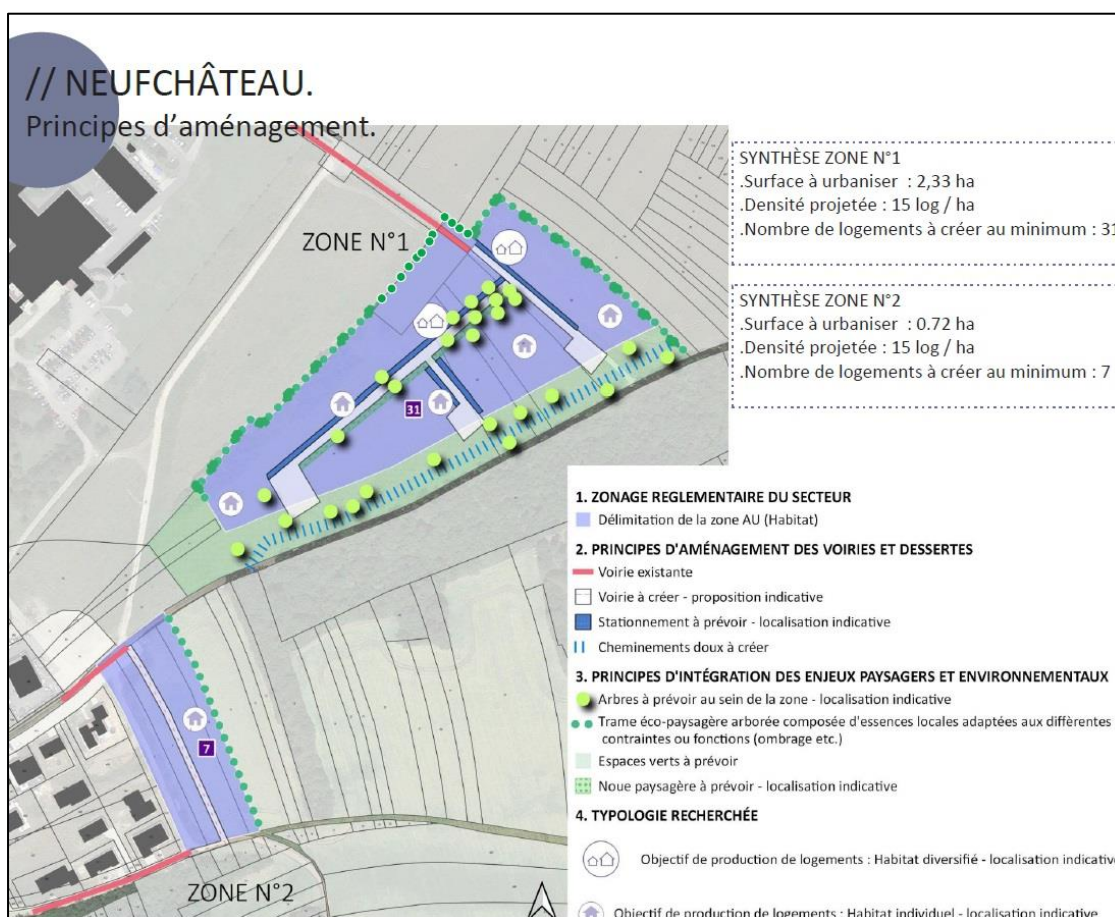 // NEUFCHÂTEAU.
Principes d'aménagement.
ZONE N°1
31
7
ZONE N°2
SYNTHÈSE ZONE N°1
.Surface à urbaniser : 2,33 ha
.Densité projetée : 15 log / ha
.Nombre de logements à créer au minimum : 31
SYNTHÈSE ZONE N°2
.Surface à urbaniser : 0.72 ha
.Densité projetée : 15 log / ha
.Nombre de logements à créer au minimum : 7
1. ZONAGE REGLEMENTAIRE DU SECTEUR
Délimitation de la zone AU (Habitat)
2. PRINCIPES D'AMÉNAGEMENT DES VOIRIES ET DESSERTES
Voirie existante
Voirie à créer - proposition indicative
Stationnement à prévoir - localisation indicative
Cheminements doux à créer
3. PRINCIPES D'INTÉGRATION DES ENJEUX PAYSAGERS ET ENVIRONNEMENTAUX
Arbres à prévoir au sein de la zone - localisation indicative
Trame éco-paysagère arborée composée d'essences locales adaptées aux diffèrentes
contraintes ou fonctions (ombrage etc.)
Espaces verts à prévoir
Noue paysagère à prévoir - localisation indicative
4. TYPOLOGIE RECHERCHÉE
Objectif de production de logements : Habitat diversifié - localisation indicative
Objectif de production de logements : Habitat individuel - localisation indicative